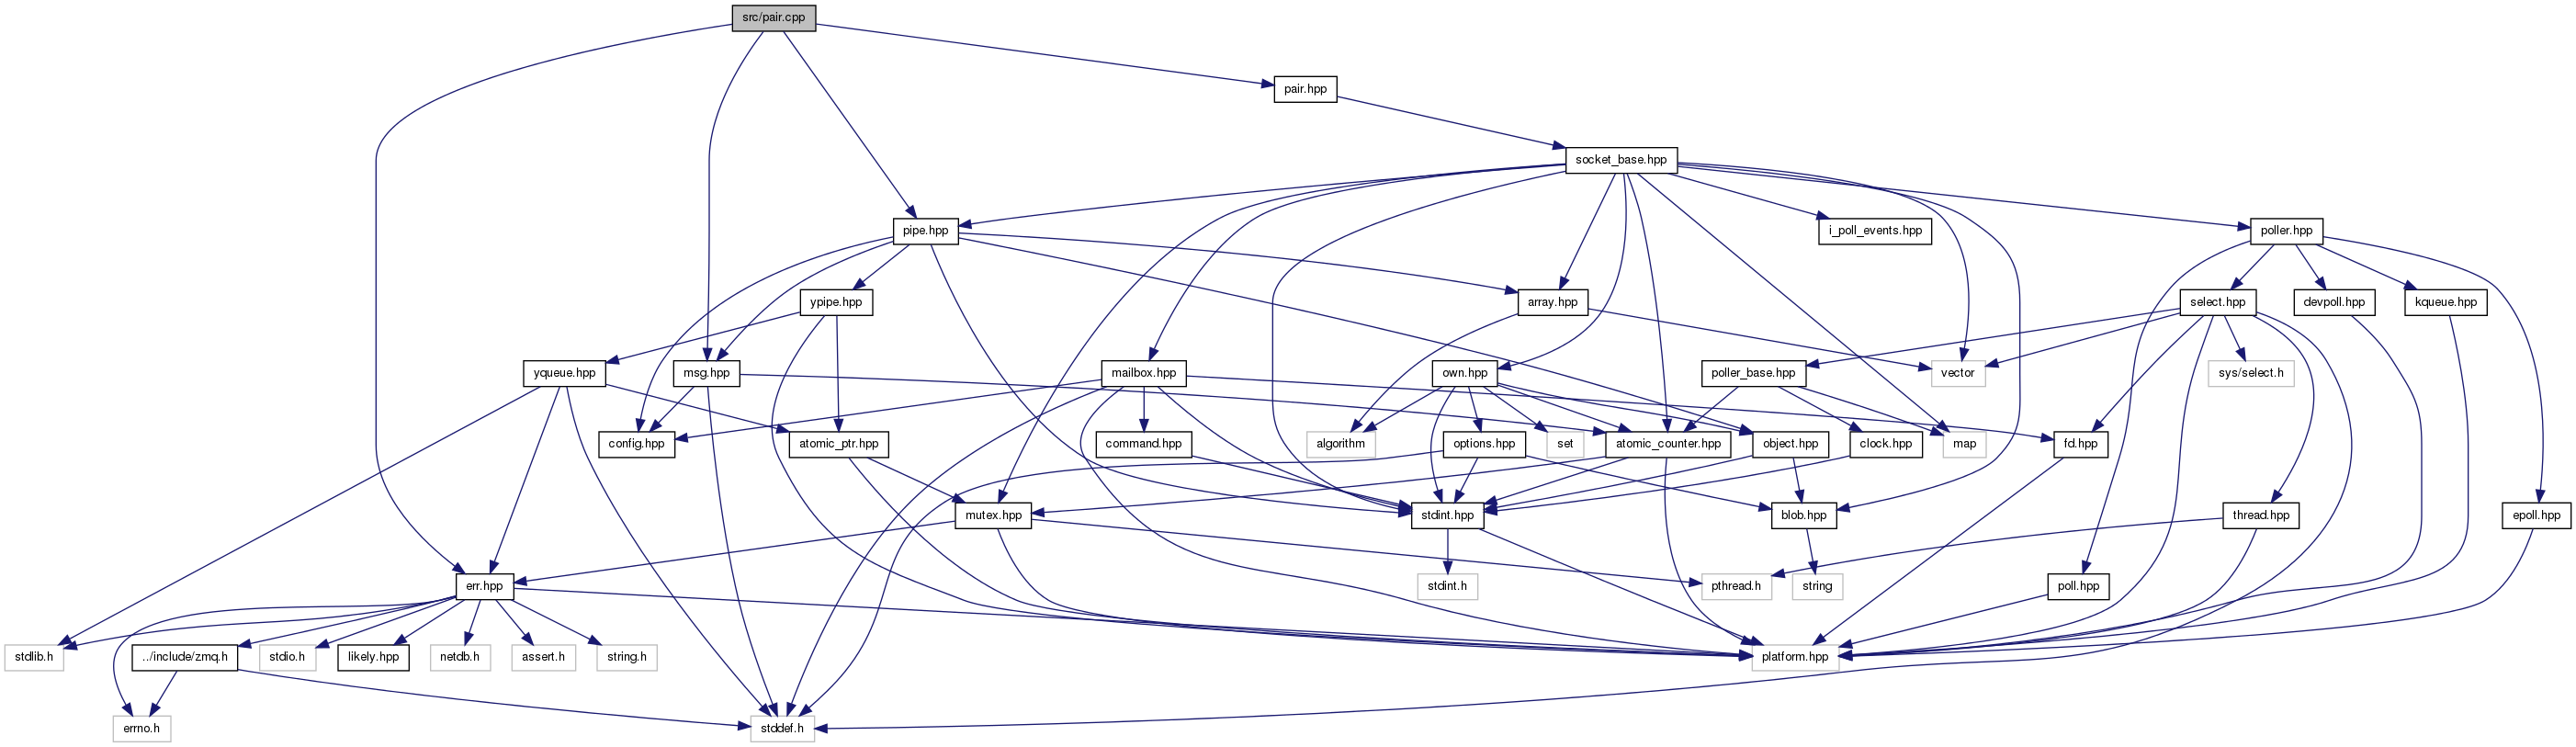 src/pair.cpp
pair.hpp
socket_base.hpp
pipe.hpp
i_poll_events.hpp
poller.hpp
ypipe.hpp
array.hpp
select.hpp
devpoll.hpp
kqueue.hpp
yqueue.hpp
msg.hpp
mailbox.hpp
own.hpp
poller_base.hpp
vector
sys/select.h
config.hpp
atomic_ptr.hpp
command.hpp
algorithm
options.hpp
set
atomic_counter.hpp
object.hpp
clock.hpp
map
fd.hpp
mutex.hpp
stdint.hpp
blob.hpp
thread.hpp
epoll.hpp
err.hpp
stdint.h
pthread.h
string
poll.hpp
stdlib.h
../include/zmq.h
stdio.h
likely.hpp
netdb.h
assert.h
string.h
platform.hpp
errno.h
stddef.h